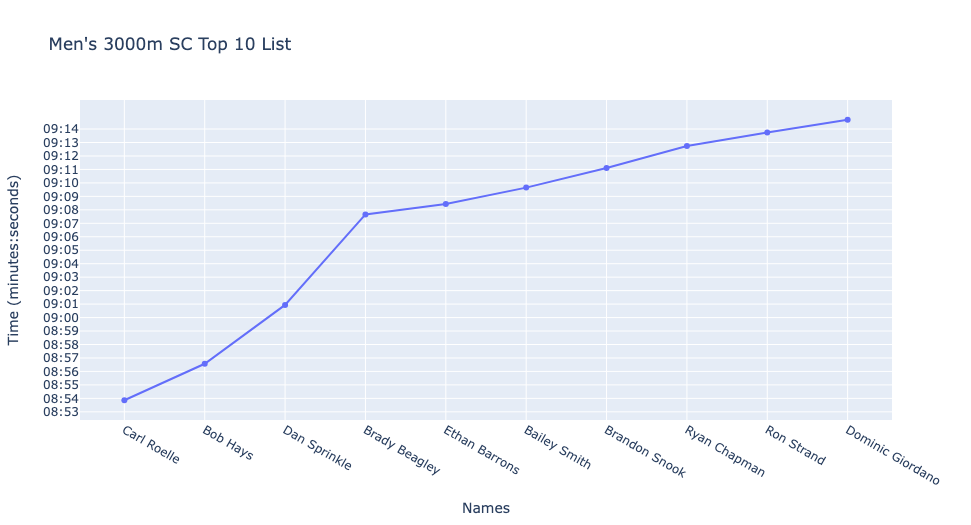 Men's 3000m SC Top 10 List
Time (minutes:seconds)
09:14
09:13
09:12
09:11
09:10
09:09
09:08
09:07
09:06
09:05
09:04
09:03
09:02
09:01
09:00
08:59
08:58
08:57
08:56
08:55
08:54
08:53
Carl Roelle
Bob Hays
Dan Sprinkle
Brady Beagley
Ethan Barrons
Bailey Smith
Brandon Snook
Ryan Chapman
Ron Strand
Dominic Giordano
Names